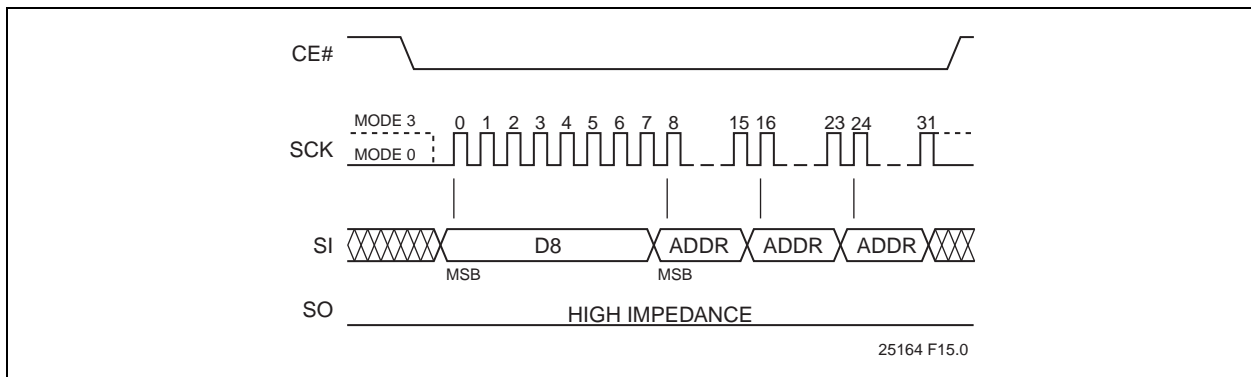 CE#
MODE 3
0 1 2 3 4 5 6 7 8 15 16 23 24 31
SCK
MODE 0
SI D8 ADDR ADDR ADDR
MSB MSB
SO HIGH IMPEDANCE
25164 F15.0